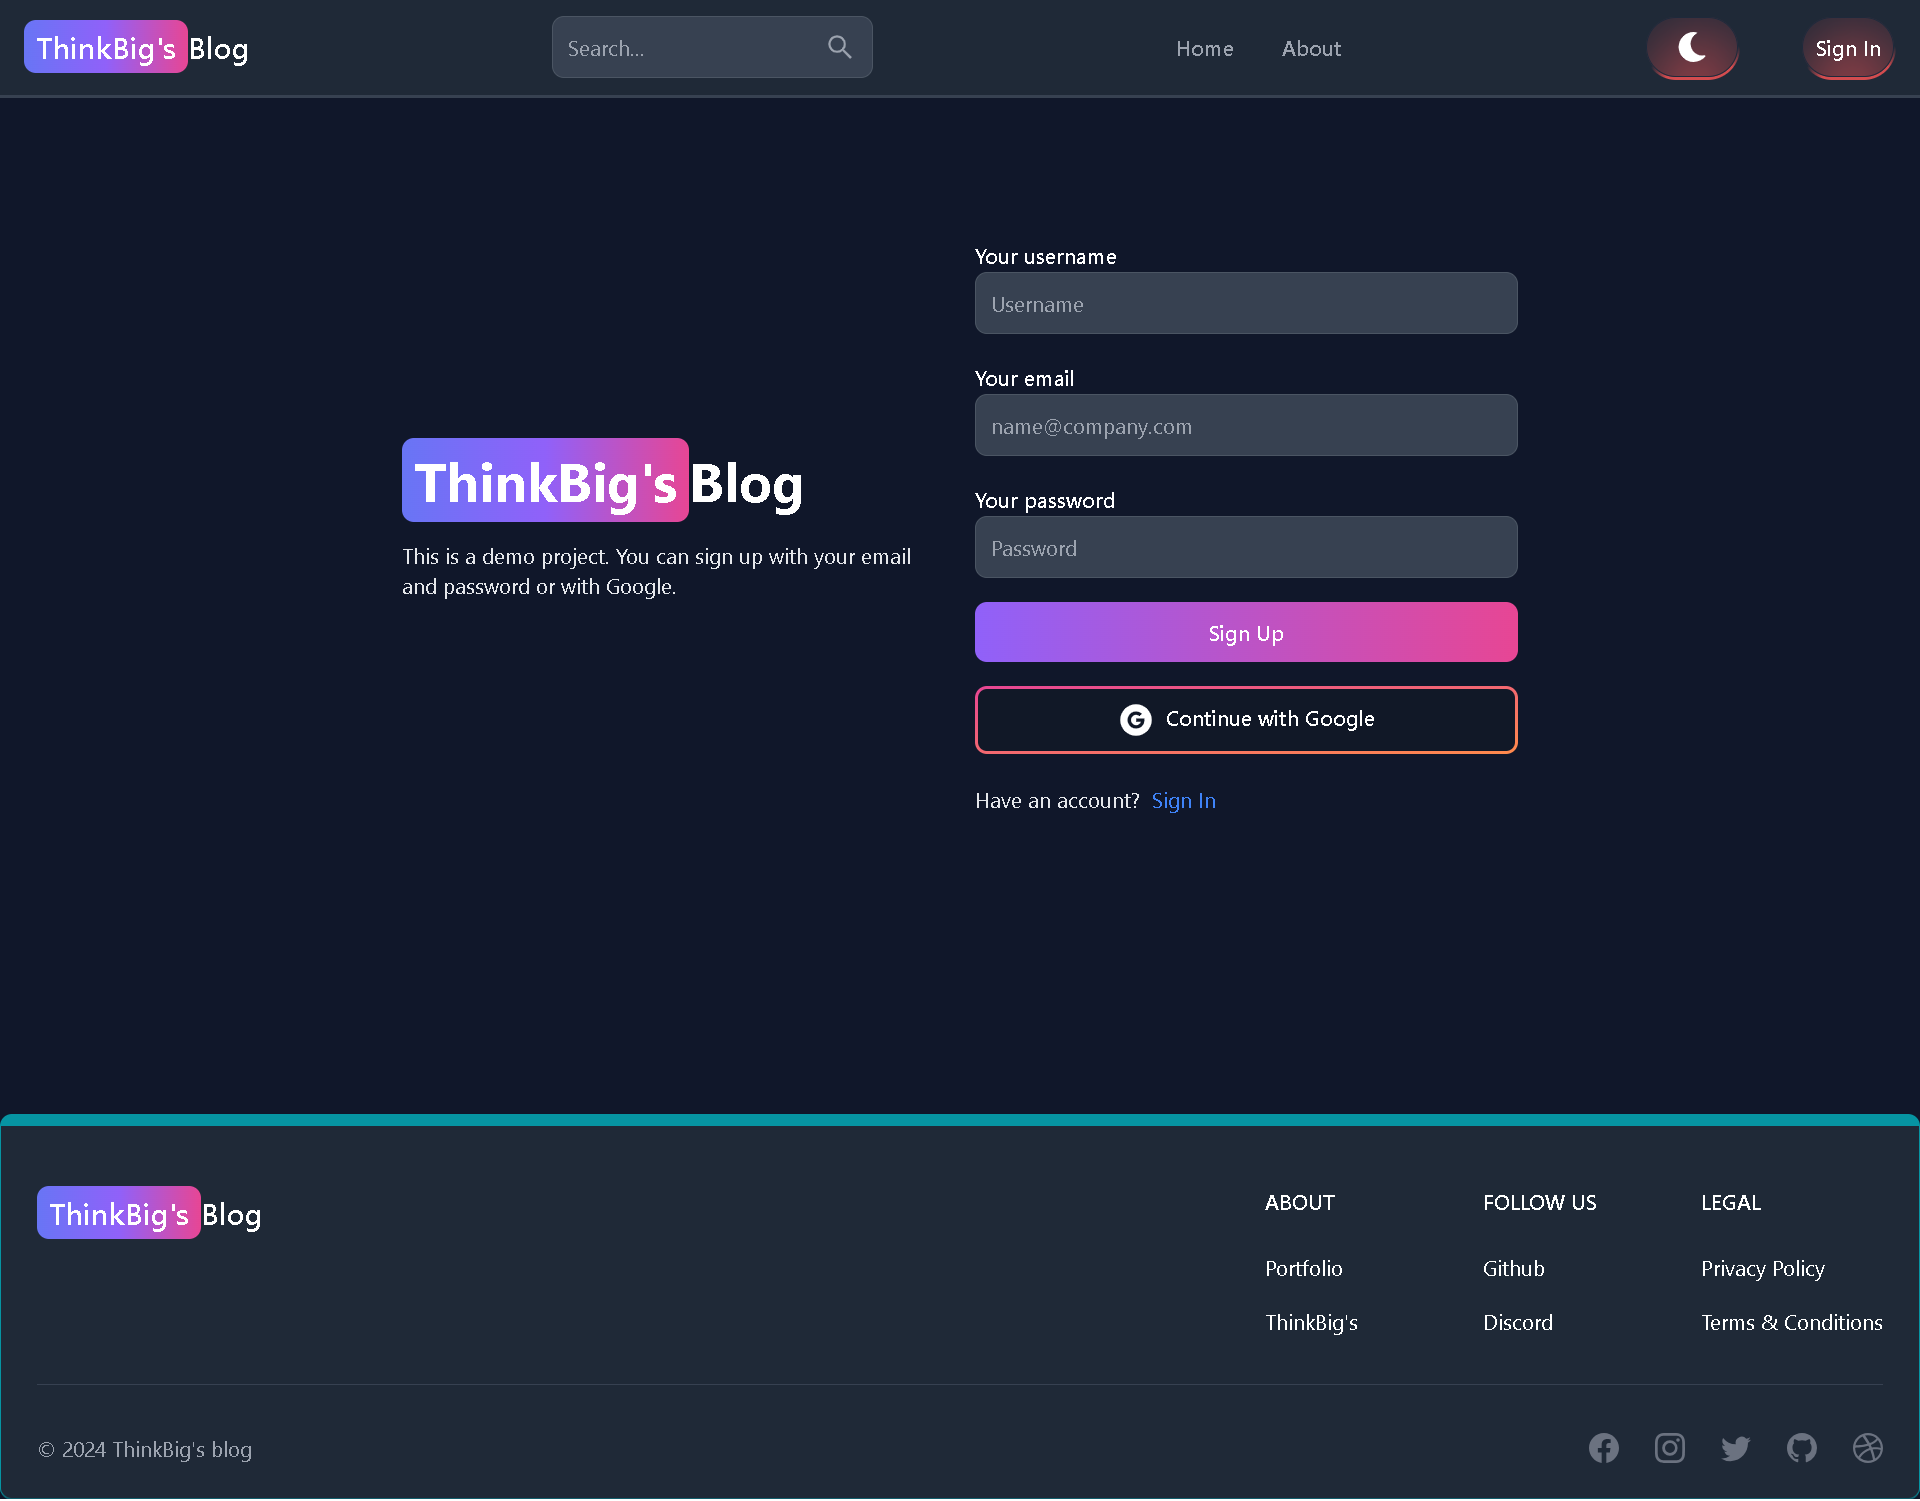 ThinkBig's Blog
Search...
Home
About
Sign In
Your username
Username
Your email
name@company.com
Your password
Password
ThinkBig's Blog
This is a demo project. You can sign up with your email
and password or with Google.
Sign Up
Continue with Google
Have an account? Sign In
ThinkBig's Blog
ABOUT
Portfolio
ThinkBig's
FOLLOW US
Github
Discord
LEGAL
Privacy Policy
Terms & Conditions
© 2024 ThinkBig's blog